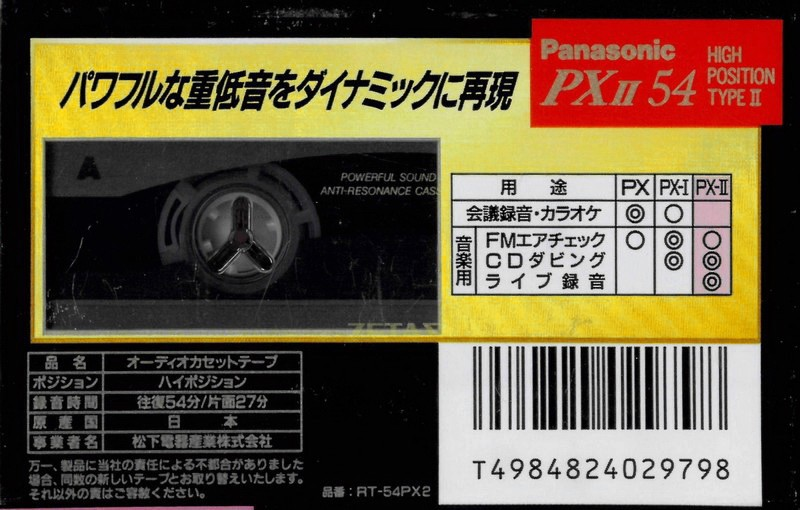 Panasonic
PXII 54
HIGH
POSITION
TYPE II
パワフルな重低音をダイナミックに再現
A
POWERFUL SOUND
ANTI-RESONANCE CASS
用途 PX PX-I PX-II
会議録音・カラオケ ◎ ○
音楽用
FMエアチェック ○ ◎ ○
CDダビング ◎ ◎
ライブ録音 ◎
品名 オーディオカセットテープ
ポジション ハイポジション
録音時間 往復54分/片面27分
原産国 日本
事業者名 松下電器産業株式会社
万一、製品に当社の責任による不都合がありました
場合、同数の新しいテープとお取り替えいたします。
それ以外の責はご容赦ください。
品番:RT-54PX2
T4984824029798